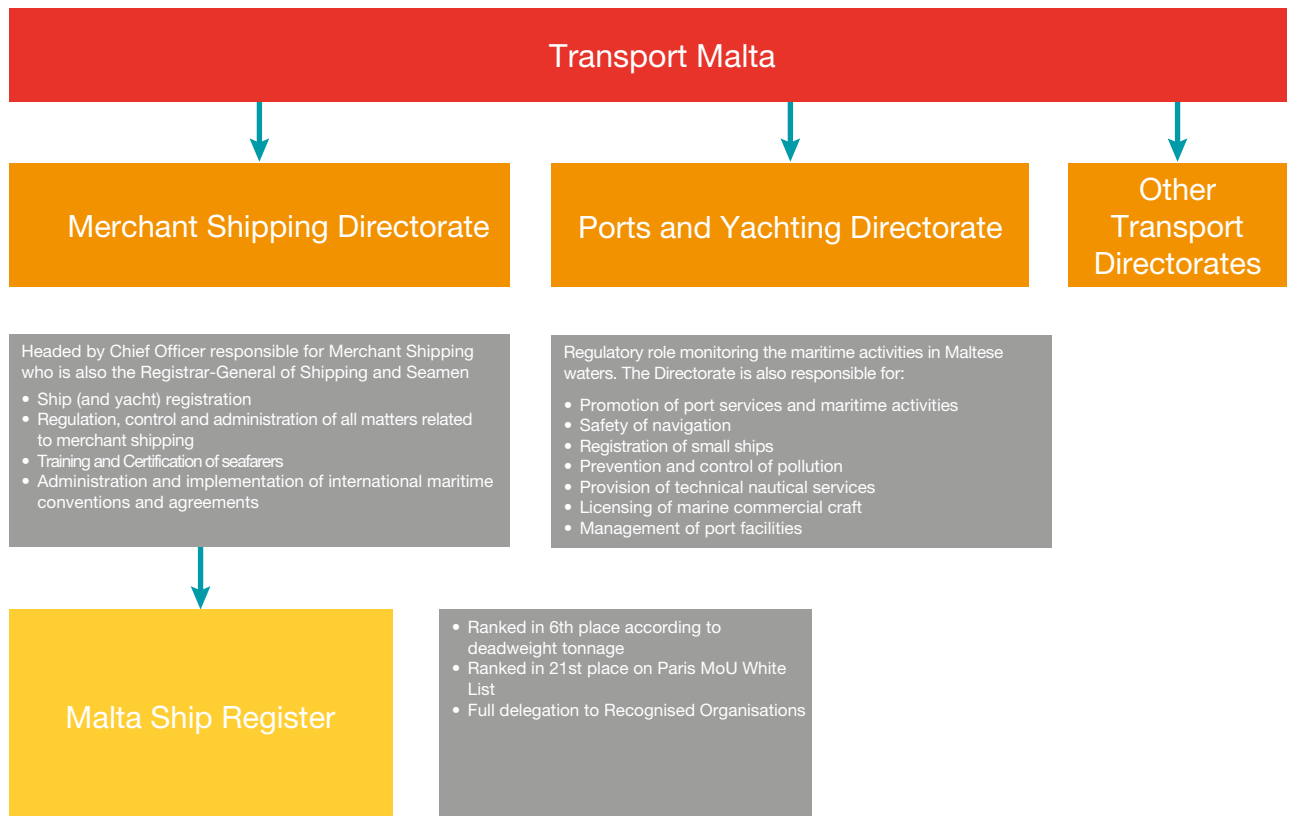 Transport Malta
Merchant Shipping Directorate
Ports and Yachting Directorate
Other
Transport
Directorates
Headed by Chief Officer responsible for Merchant Shipping
who is also the Registrar-General of Shipping and Seamen
• Ship (and yacht) registration
• Regulation, control and administration of all matters related
to merchant shipping
• Training and Certification of seafarers
• Administration and implementation of international maritime
conventions and agreements
Regulatory role monitoring the maritime activities in Maltese
waters. The Directorate is also responsible for:
• Promotion of port services and maritime activities
• Safety of navigation
• Registration of small ships
• Prevention and control of pollution
• Provision of technical nautical services
• Licensing of marine commercial craft
• Management of port facilities
Malta Ship Register
• Ranked in 6th place according to
deadweight tonnage
• Ranked in 21st place on Paris MoU White
List
• Full delegation to Recognised Organisations